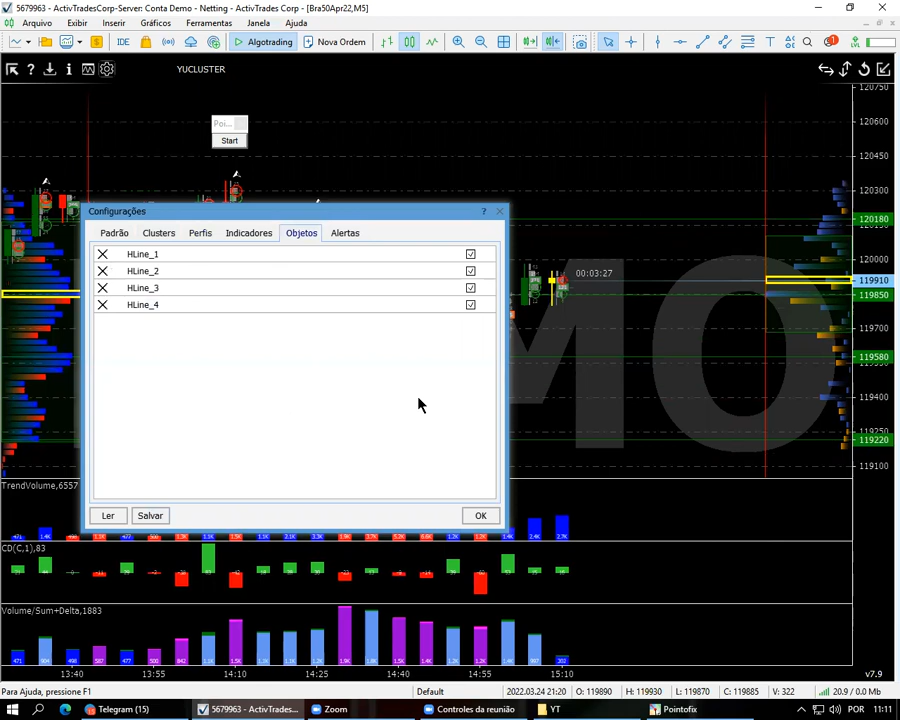 5679963 - ActivTradesCorp-Server: Conta Demo - Netting - ActivTrades Corp - [Bra50Apr22,M5]
Arquivo Exibir Inserir Gráficos Ferramentas Janela Ajuda
IDE Algotrading Nova Ordem
YUCLUSTER
Poi...
Start
Configurações
Padrão Clusters Perfis Indicadores Objetos Alertas
HLine_1
HLine_2
HLine_3
HLine_4
Ler Salvar OK
00:03:27
MO
120750
120600
120450
120300
120180
120000
119910
119850
119700
119580
119400
119250
119220
119100
TrendVolume,6557
CD(C,1),83
Volume/Sum+Delta,1883
13:40 13:55 14:10 14:25 14:40 14:55 15:10
v7.9
Para Ajuda, pressione F1 Default 2022.03.24 21:20 O: 119890 H: 119930 L: 119870 C: 119885 V: 322 20.9 / 0.0 Mb
Telegram (15) 5679963 - ActivTrades... Zoom Controles da reunião YT Pointofix POR 11:11